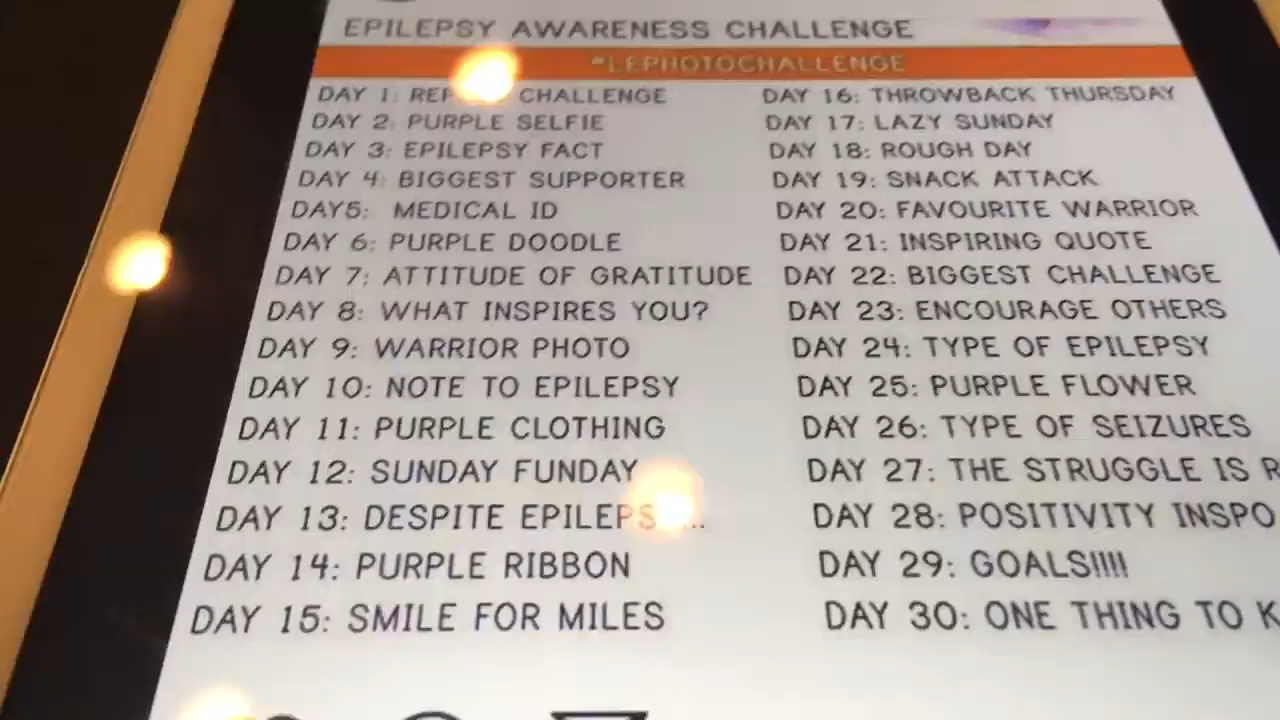 EPILEPSY AWARENESS CHALLENGE
#LEPHOTOCHALLENGE
DAY 1: CHALLENGE
DAY 2: PURPLE SELFIE
DAY 3: EPILEPSY FACT
DAY 4: BIGGEST SUPPORTER
DAY5: MEDICAL ID
DAY 6: PURPLE DOODLE
DAY 7: ATTITUDE OF GRATITUDE
DAY 8: WHAT INSPIRES YOU?
DAY 9: WARRIOR PHOTO
DAY 10: NOTE TO EPILEPSY
DAY 11: PURPLE CLOTHING
DAY 12: SUNDAY FUNDAY
DAY 13: DESPITE
DAY 14: PURPLE RIBBON
DAY 15: SMILE FOR MILES
DAY 16: THROWBACK THURSDAY
DAY 17: LAZY SUNDAY
DAY 18: ROUGH DAY
DAY 19: SNACK ATTACK
DAY 20: FAVOURITE WARRIOR
DAY 21: INSPIRING QUOTE
DAY 22: BIGGEST CHALLENGE
DAY 23: ENCOURAGE OTHERS
DAY 24: TYPE OF EPILEPSY
DAY 25: PURPLE FLOWER
DAY 26: TYPE OF SEIZURES
DAY 27: THE STRUGGLE IS
DAY 28: POSITIVITY INSPO
DAY 29: GOALS!!!!
DAY 30: ONE THING TO